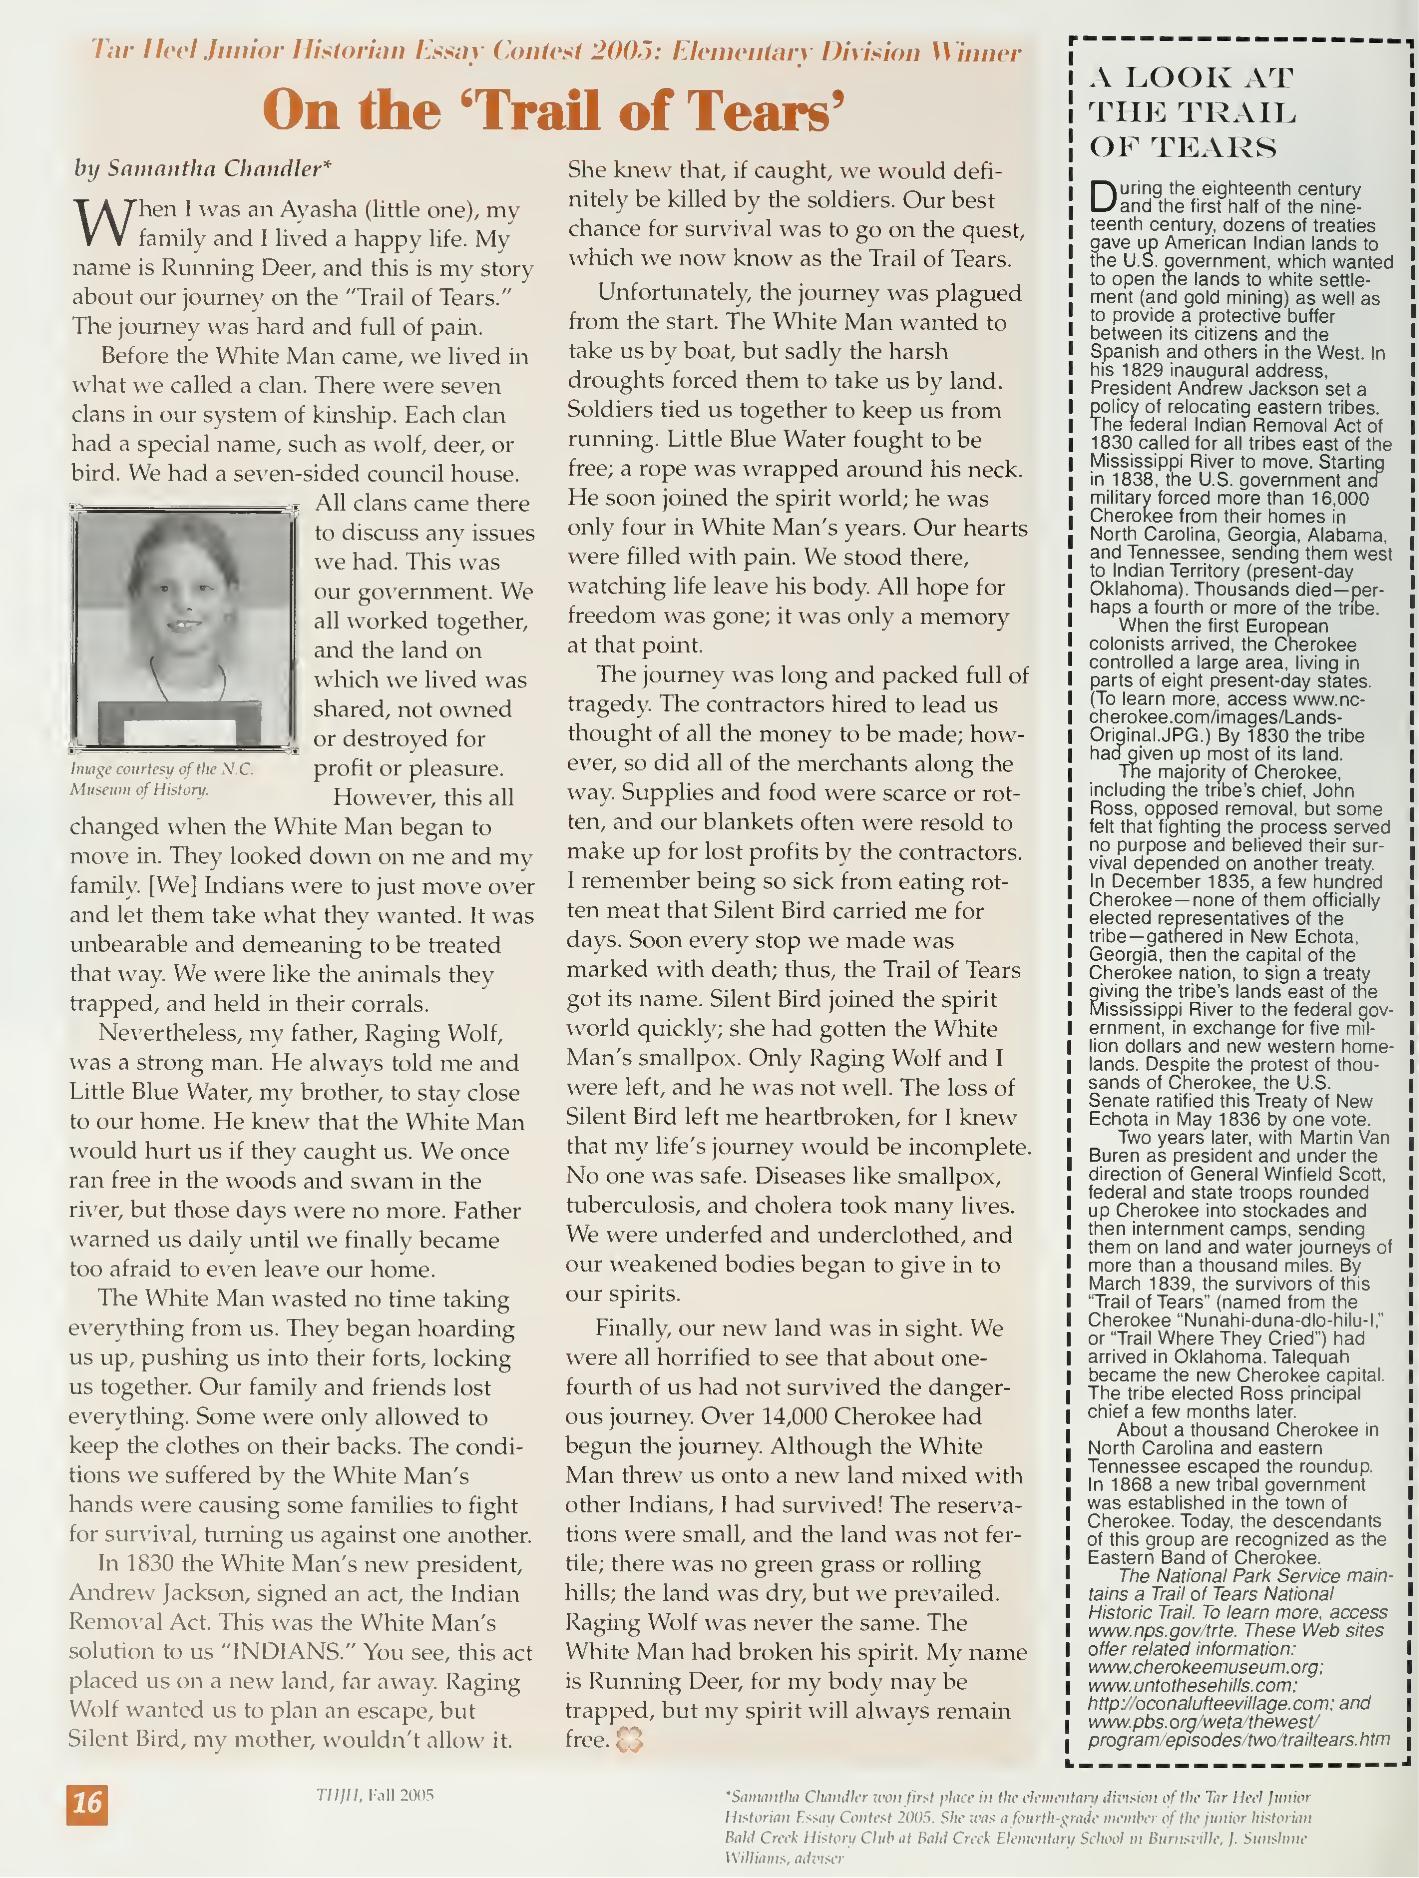 Tar Heel Junior Historian Essay Contest 2005: Elementary Division Winner
On the ‘Trail of Tears’
by Samantha Chandler*
When I was an Ayasha (little one), my
family and I lived a happy life. My
name is Running Deer, and this is my story
about our journey on the "Trail of Tears."
The journey was hard and full of pain.
Before the White Man came, we lived in
what we called a clan. There were seven
clans in our system of kinship. Each clan
had a special name, such as wolf, deer, or
bird. We had a seven-sided council house.
All clans came there
to discuss any issues
we had. This was
our government. We
all worked together,
and the land on
which we lived was
shared, not owned
or destroyed for
profit or pleasure.
Image courtesy of the N.C.
Museum of History.
However, this all
changed when the White Man began to
move in. They looked down on me and my
family. [We] Indians were to just move over
and let them take what they wanted. It was
unbearable and demeaning to be treated
that way. We were like the animals they
trapped, and held in their corrals.
Nevertheless, my father, Raging Wolf,
was a strong man. He always told me and
Little Blue Water, my brother, to stay close
to our home. He knew that the White Man
would hurt us if they caught us. We once
ran free in the woods and swam in the
river, but those days were no more. Father
warned us daily until we finally became
too afraid to even leave our home.
The White Man wasted no time taking
everything from us. They began hoarding
us up, pushing us into their forts, locking
us together. Our family and friends lost
everything. Some were only allowed to
keep the clothes on their backs. The condi-
tions we suffered by the White Man's
hands were causing some families to fight
for survival, turning us against one another.
In 1830 the White Man's new president,
Andrew Jackson, signed an act, the Indian
Removal Act. This was the White Man's
solution to us "INDIANS." You see, this act
placed us on a new land, far away. Raging
Wolf wanted us to plan an escape, but
Silent Bird, my mother, wouldn't allow it.
She knew that, if caught, we would defi-
nitely be killed by the soldiers. Our best
chance for survival was to go on the quest,
which we now know as the Trail of Tears.
Unfortunately, the journey was plagued
from the start. The White Man wanted to
take us by boat, but sadly the harsh
droughts forced them to take us by land.
Soldiers tied us together to keep us from
running. Little Blue Water fought to be
free; a rope was wrapped around his neck.
He soon joined the spirit world; he was
only four in White Man's years. Our hearts
were filled with pain. We stood there,
watching life leave his body. All hope for
freedom was gone; it was only a memory
at that point.
The journey was long and packed full of
tragedy. The contractors hired to lead us
thought of all the money to be made; how-
ever, so did all of the merchants along the
way. Supplies and food were scarce or rot-
ten, and our blankets often were resold to
make up for lost profits by the contractors.
I remember being so sick from eating rot-
ten meat that Silent Bird carried me for
days. Soon every stop we made was
marked with death; thus, the Trail of Tears
got its name. Silent Bird joined the spirit
world quickly; she had gotten the White
Man's smallpox. Only Raging Wolf and I
were left, and he was not well. The loss of
Silent Bird left me heartbroken, for I knew
that my life's journey would be incomplete.
No one was safe. Diseases like smallpox,
tuberculosis, and cholera took many lives.
We were underfed and underclothed, and
our weakened bodies began to give in to
our spirits.
Finally, our new land was in sight. We
were all horrified to see that about one-
fourth of us had not survived the danger-
ous journey. Over 14,000 Cherokee had
begun the journey. Although the White
Man threw us onto a new land mixed with
other Indians, I had survived! The reserva-
tions were small, and the land was not fer-
tile; there was no green grass or rolling
hills; the land was dry, but we prevailed.
Raging Wolf was never the same. The
White Man had broken his spirit. My name
is Running Deer, for my body may be
trapped, but my spirit will always remain
free.
A LOOK AT
THE TRAIL
OF TEARS
During the eighteenth century
and the first half of the nine-
teenth century, dozens of treaties
gave up American Indian lands to
the U.S. government, which wanted
to open the lands to white settle-
ment (and gold mining) as well as
to provide a protective buffer
between its citizens and the
Spanish and others in the West. In
his 1829 inaugural address,
President Andrew Jackson set a
policy of relocating eastern tribes.
The federal Indian Removal Act of
1830 called for all tribes east of the
Mississippi River to move. Starting
in 1838, the U.S. government and
military forced more than 16,000
Cherokee from their homes in
North Carolina, Georgia, Alabama,
and Tennessee, sending them west
to Indian Territory (present-day
Oklahoma). Thousands died—per-
haps a fourth or more of the tribe.
When the first European
colonists arrived, the Cherokee
controlled a large area, living in
parts of eight present-day states.
(To learn more, access www.nc-
cherokee.com/images/Lands-
Original.JPG.) By 1830 the tribe
had given up most of its land.
The majority of Cherokee,
including the tribe's chief, John
Ross, opposed removal, but some
felt that fighting the process served
no purpose and believed their sur-
vival depended on another treaty.
In December 1835, a few hundred
Cherokee—none of them officially
elected representatives of the
tribe—gathered in New Echota,
Georgia, then the capital of the
Cherokee nation, to sign a treaty
giving the tribe's lands east of the
Mississippi River to the federal gov-
ernment, in exchange for five mil-
lion dollars and new western home-
lands. Despite the protest of thou-
sands of Cherokee, the U.S.
Senate ratified this Treaty of New
Echota in May 1836 by one vote.
Two years later, with Martin Van
Buren as president and under the
direction of General Winfield Scott,
federal and state troops rounded
up Cherokee into stockades and
then internment camps, sending
them on land and water journeys of
more than a thousand miles. By
March 1839, the survivors of this
"Trail of Tears" (named from the
Cherokee "Nunahi-duna-dlo-hilu-I,"
or "Trail Where They Cried") had
arrived in Oklahoma. Talequah
became the new Cherokee capital.
The tribe elected Ross principal
chief a few months later.
About a thousand Cherokee in
North Carolina and eastern
Tennessee escaped the roundup.
In 1868 a new tribal government
was established in the town of
Cherokee. Today, the descendants
of this group are recognized as the
Eastern Band of Cherokee.
The National Park Service main-
tains a Trail of Tears National
Historic Trail. To learn more, access
www.nps.gov/trte. These Web sites
offer related information:
www.cherokeemuseum.org;
www.untothesehills.com;
http://oconalufteevillage.com; and
www.pbs.org/weta/thewest/
program/episodes/two/trailtears.htm
16
THJH, Fall 2005
*Samantha Chandler won first place in the elementary division of the Tar Heel Junior
Historian Essay Contest 2005. She was a fourth-grade member of the junior historian
Bald Creek History Club at Bald Creek Elementary School in Burnsville, J. Sunshine
Williams, adviser